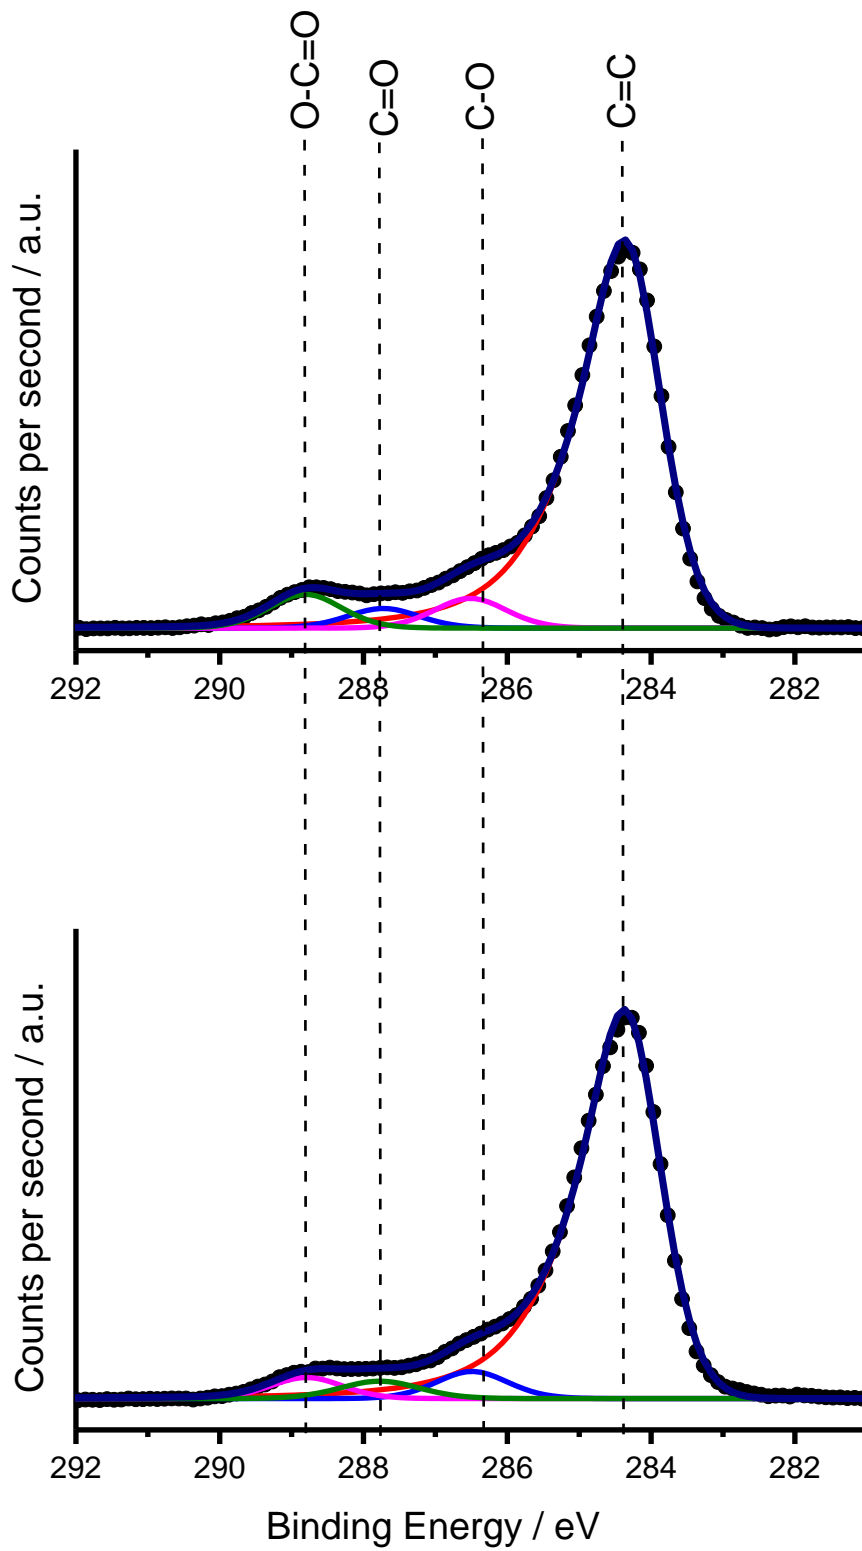 O-C=O
C=O
C-O
C=C
Counts per second / a.u.
292 290 288 286 284 282
Counts per second / a.u.
292 290 288 286 284 282
Binding Energy / eV